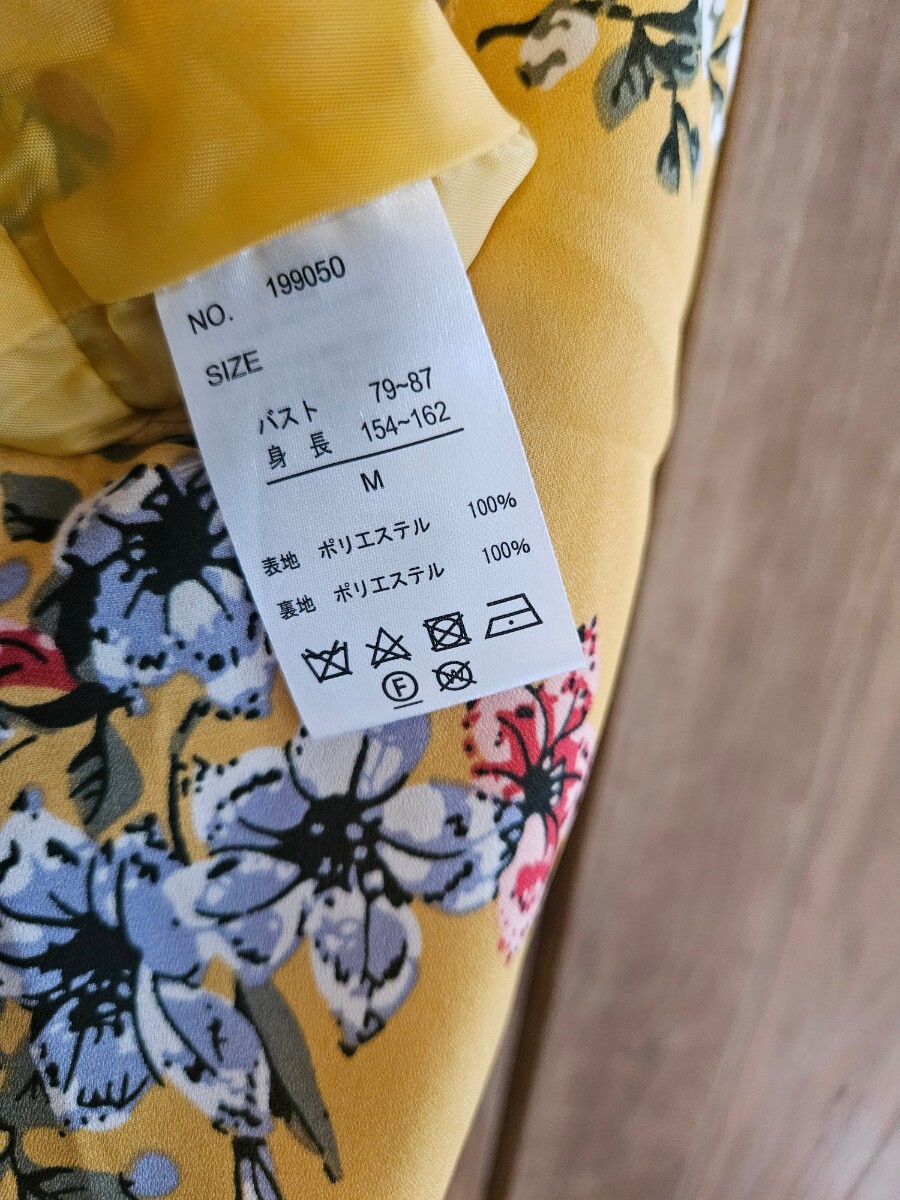 NO. 199050
SIZE
バスト 79~87
身 長 154~162
M
表地 ポリエステル 100%
裏地 ポリエステル 100%
F W